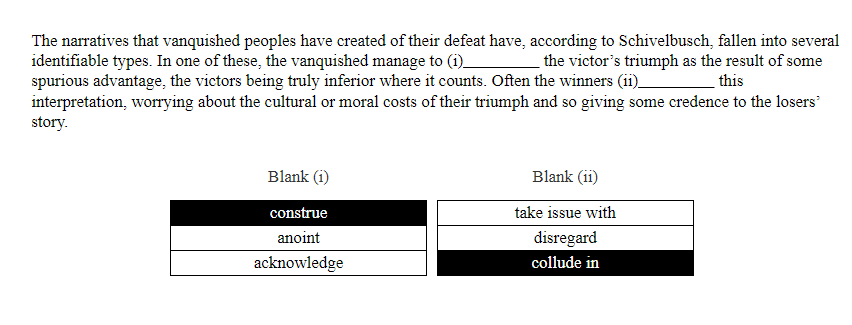 The narratives that vanquished peoples have created of their defeat have, according to Schivelbusch, fallen into several
identifiable types. In one of these, the vanquished manage to (i)__________ the victor’s triumph as the result of some
spurious advantage, the victors being truly inferior where it counts. Often the winners (ii)__________ this
interpretation, worrying about the cultural or moral costs of their triumph and so giving some credence to the losers’
story.
Blank (i) Blank (ii)
construe take issue with
anoint disregard
acknowledge collude in